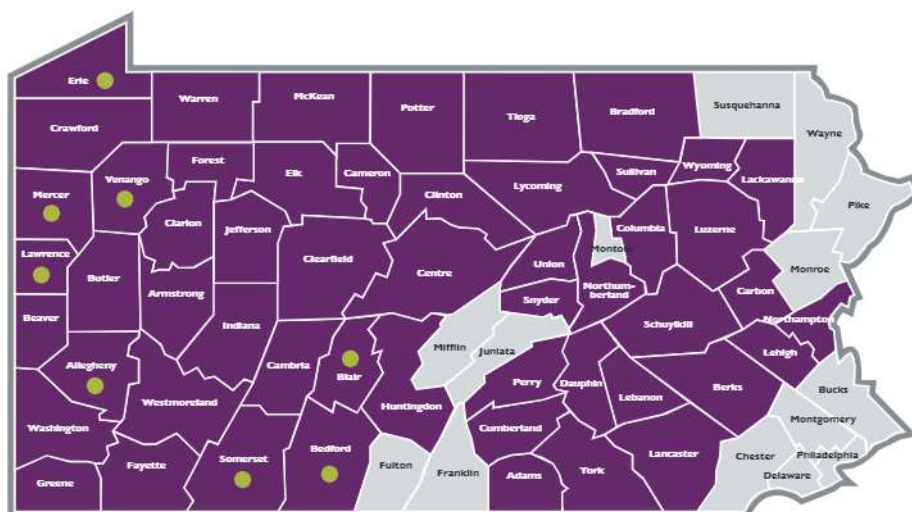 Erie
Warren
McKean
Potter
Tioga
Bradford
Susquehanna
Wayne
Crawford
Forest
Elk
Cameron
Clinton
Lycoming
Sullivan
Wyoming
Lackawanna
Pike
Mercer
Venango
Clarion
Jefferson
Clearfield
Centre
Union
Montour
Columbia
Luzerne
Monroe
Lawrence
Butler
Armstrong
Indiana
Snyder
Northum-
berland
Schuylkill
Carbon
Northampton
Beaver
Allegheny
Cambria
Blair
Mifflin
Juniata
Perry
Dauphin
Lebanon
Berks
Lehigh
Bucks
Washington
Westmoreland
Huntingdon
Cumberland
Montgomery
Greene
Fayette
Somerset
Bedford
Fulton
Franklin
Adams
York
Lancaster
Chester
Delaware
Philadelphia